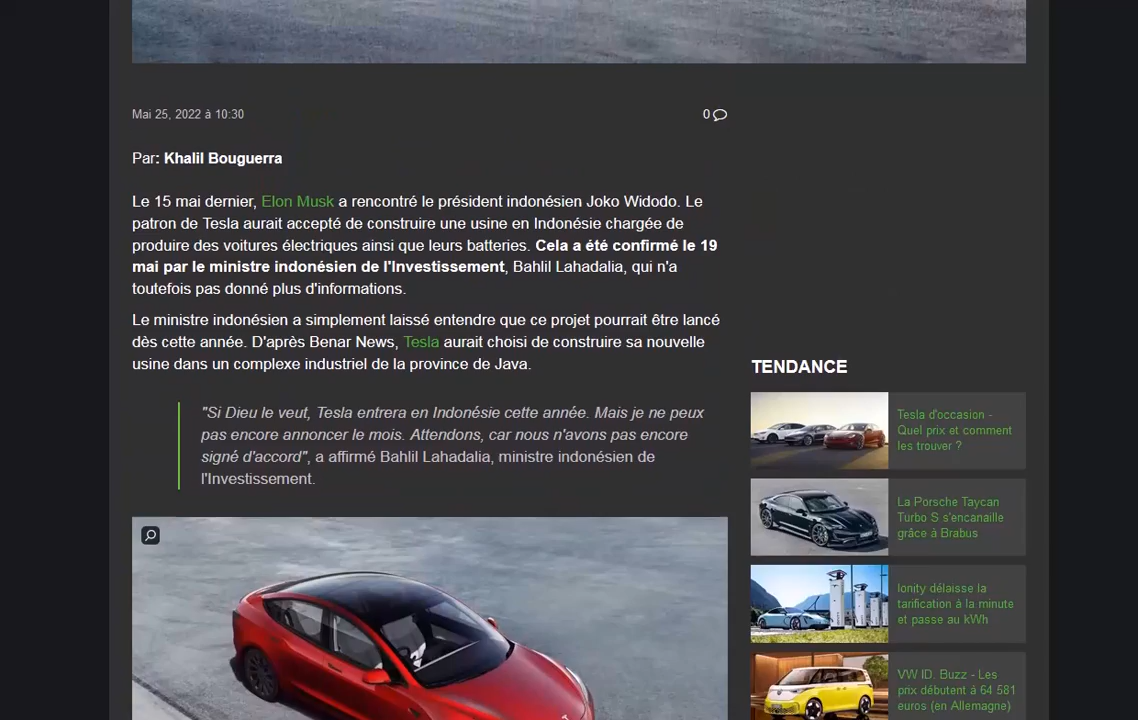 Mai 25, 2022 à 10:30
0
Par: Khalil Bouguerra
Le 15 mai dernier, Elon Musk a rencontré le président indonésien Joko Widodo. Le
patron de Tesla aurait accepté de construire une usine en Indonésie chargée de
produire des voitures électriques ainsi que leurs batteries. Cela a été confirmé le 19
mai par le ministre indonésien de l'Investissement, Bahlil Lahadalia, qui n'a
toutefois pas donné plus d'informations.
Le ministre indonésien a simplement laissé entendre que ce projet pourrait être lancé
dès cette année. D'après Benar News, Tesla aurait choisi de construire sa nouvelle
usine dans un complexe industriel de la province de Java.
"Si Dieu le veut, Tesla entrera en Indonésie cette année. Mais je ne peux
pas encore annoncer le mois. Attendons, car nous n'avons pas encore
signé d'accord", a affirmé Bahlil Lahadalia, ministre indonésien de
l'Investissement.
TENDANCE
Tesla d'occasion -
Quel prix et comment
les trouver ?
La Porsche Taycan
Turbo S s'encanaille
grâce à Brabus
Ionity délaisse la
tarification à la minute
et passe au kWh
VW ID. Buzz - Les
prix débutent à 64 581
euros (en Allemagne)